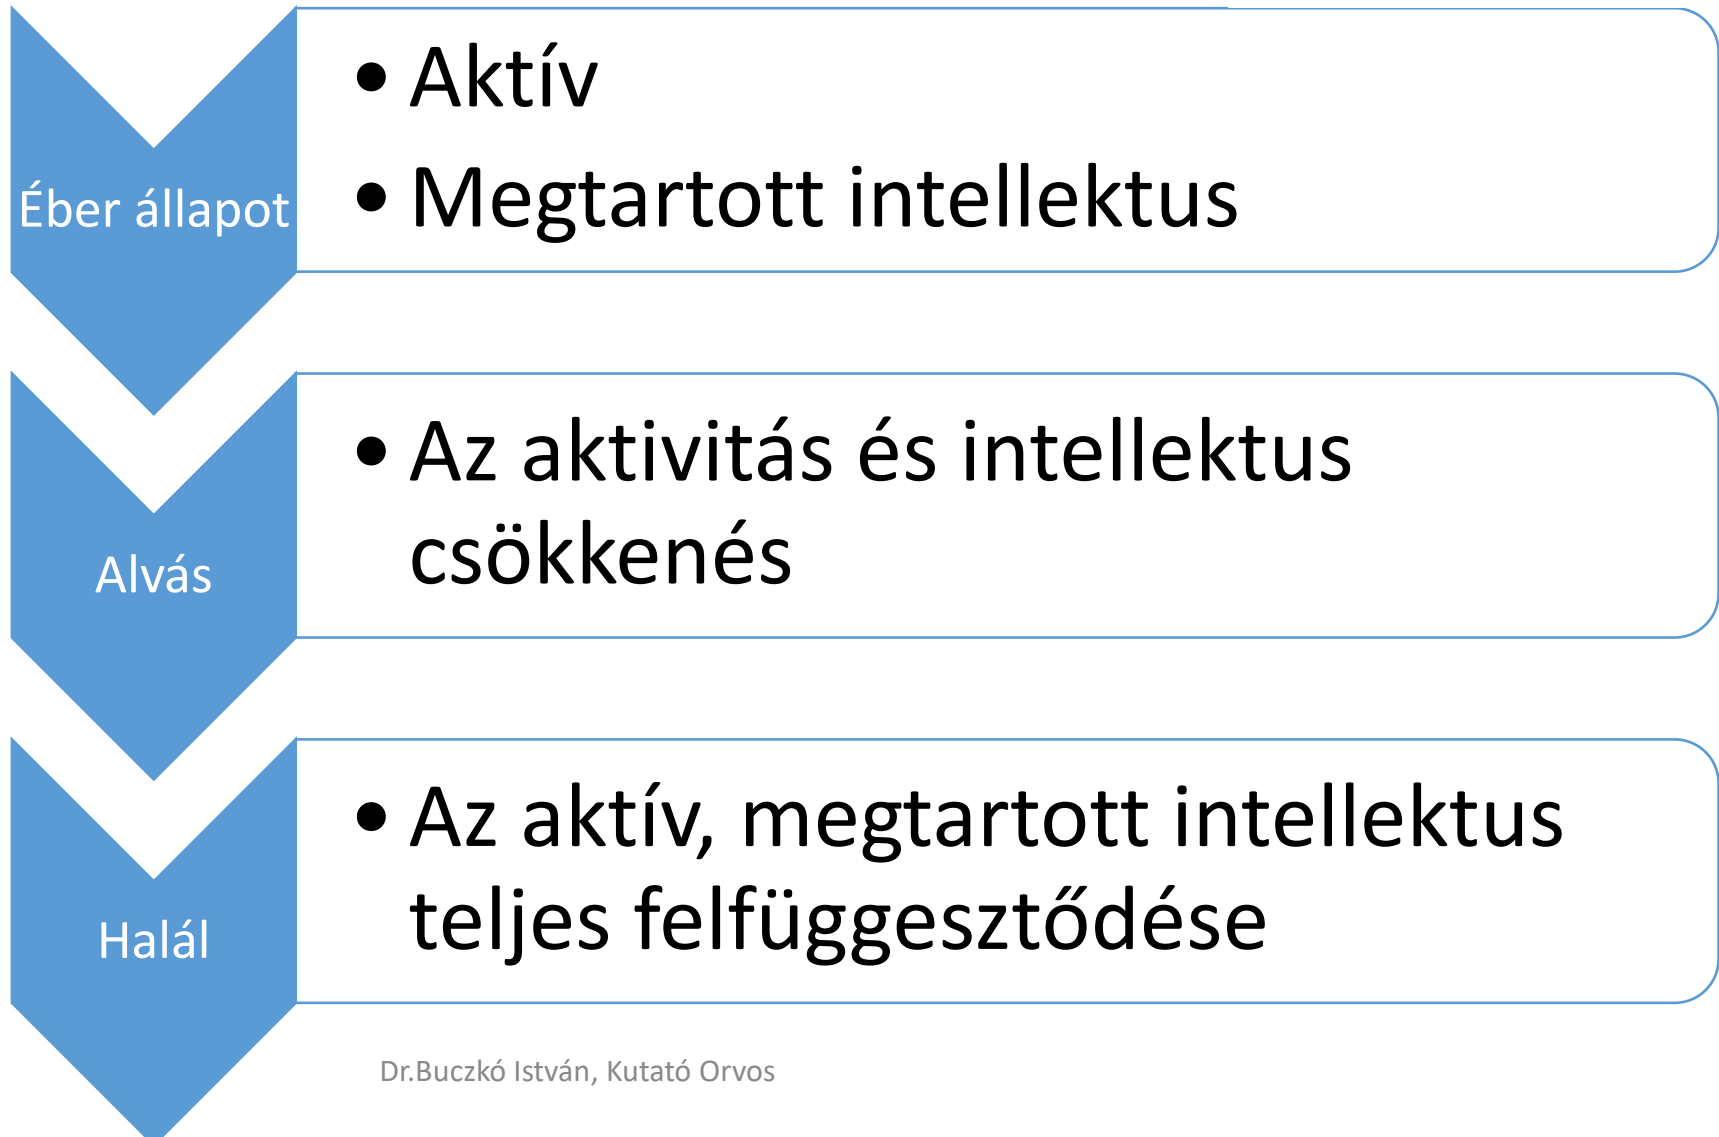 Éber állapot
• Aktív
• Megtartott intellektus
Alvás
• Az aktivitás és intellektus
csökkenés
Halál
• Az aktív, megtartott intellektus
teljes felfüggesztődése
Dr.Buczkó István, Kutató Orvos